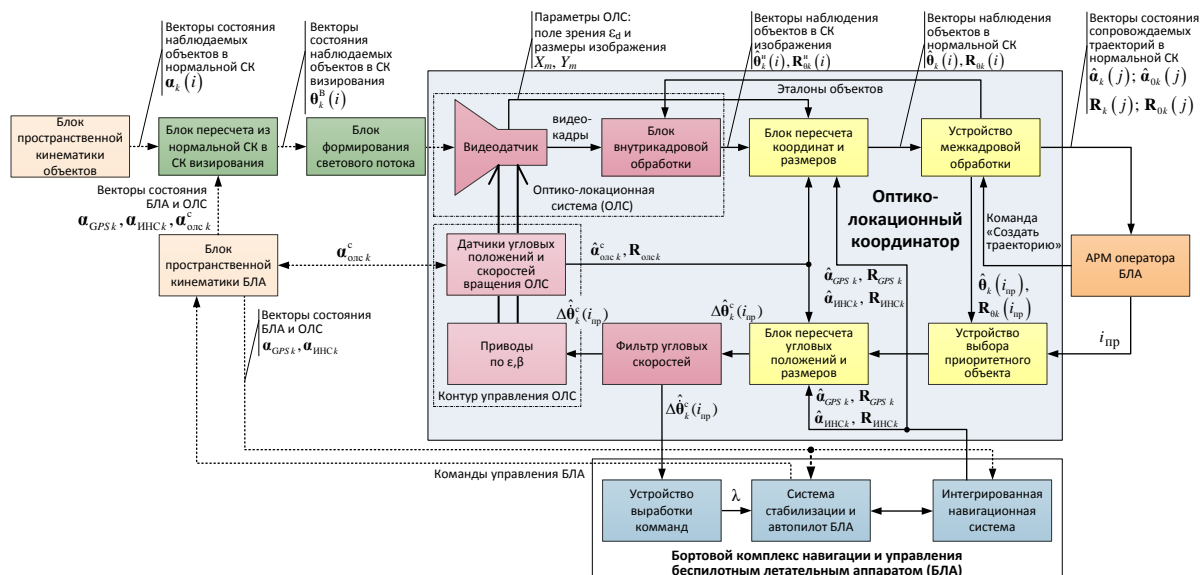 Векторы состояния
наблюдаемых
объектов в
нормальной СК
α_k (i)
Векторы
состояния
наблюдаемых
объектов в СК
визирования
θ_k^В (i)
Параметры ОЛС:
поле зрения ε_d и
размеры изображения
X_m, Y_m
Векторы наблюдения
объектов в СК
изображения
θ̂_k^и (i), R_θk^и (i)
Векторы наблюдения
объектов в
нормальной СК
θ̂_k (i), R_θk (i)
Векторы состояния
сопровождаемых
траекторий в
нормальной СК
α̂_k (j); α̂_0k (j)
R_k (j); R_0k (j)
Эталоны объектов
Блок
пространственной
кинематики
объектов
Блок пересчета из
нормальной СК в
СК визирования
Блок
формирования
светового потока
Видеодатчик
видео-
кадры
Блок
внутрикадровой
обработки
Блок пересчета
координат и
размеров
Устройство
межкадровой
обработки
Оптико-локационная
система (ОЛС)
Оптико-
локационный
координатор
Команда
«Создать
траекторию»
АРМ оператора
БЛА
Векторы состояния
БЛА и ОЛС
α_GPS k, α_ИНС k, α_олс k^с
Блок
пространственной
кинематики БЛА
α_олс k^с
Датчики угловых
положений и
скоростей
вращения ОЛС
α̂_олс k^с, R_олс k
α̂_GPS k, R_GPS k
α̂_ИНС k, R_ИНС k
θ̂_k (i_пр),
R_θk (i_пр)
i_пр
Векторы состояния
БЛА и ОЛС
α_GPS k, α_ИНС k
Δθ̂_k^с (i_пр)
Δθ̂_k^с (i_пр)
Приводы
по ε,β
Фильтр угловых
скоростей
Блок пересчета
угловых
положений и
размеров
Устройство
выбора
приоритетного
объекта
Контур управления ОЛС
Δθ̂̇_k^с (i_пр)
α̂_GPS k, R_GPS k
α̂_ИНС k, R_ИНС k
Команды управления БЛА
Устройство
выработки
команд
λ
Система
стабилизации и
автопилот БЛА
Интегрированная
навигационная
система
Бортовой комплекс навигации и управления
беспилотным летательным аппаратом (БЛА)